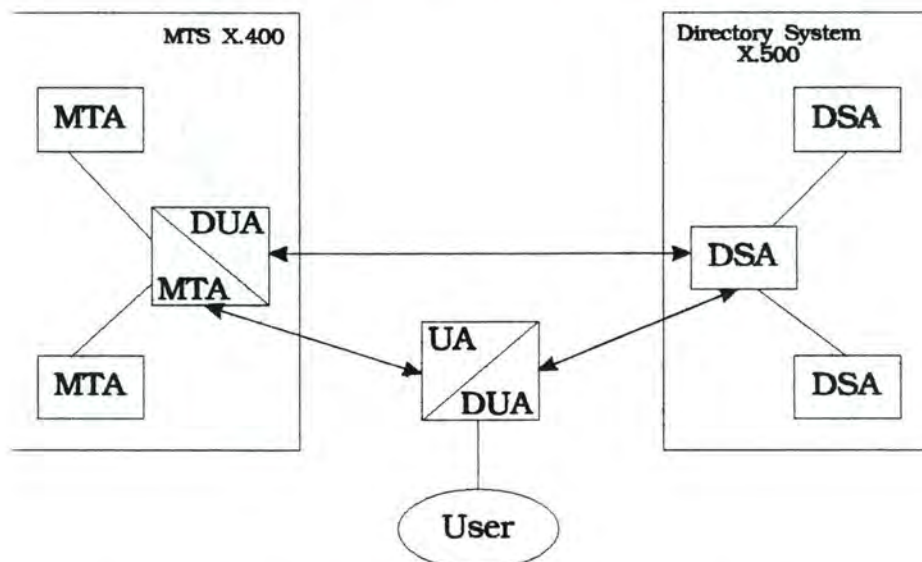 MTS X.400
Directory System
X.500
MTA
DSA
DUA
MTA
DSA
UA
DUA
MTA
DSA
User